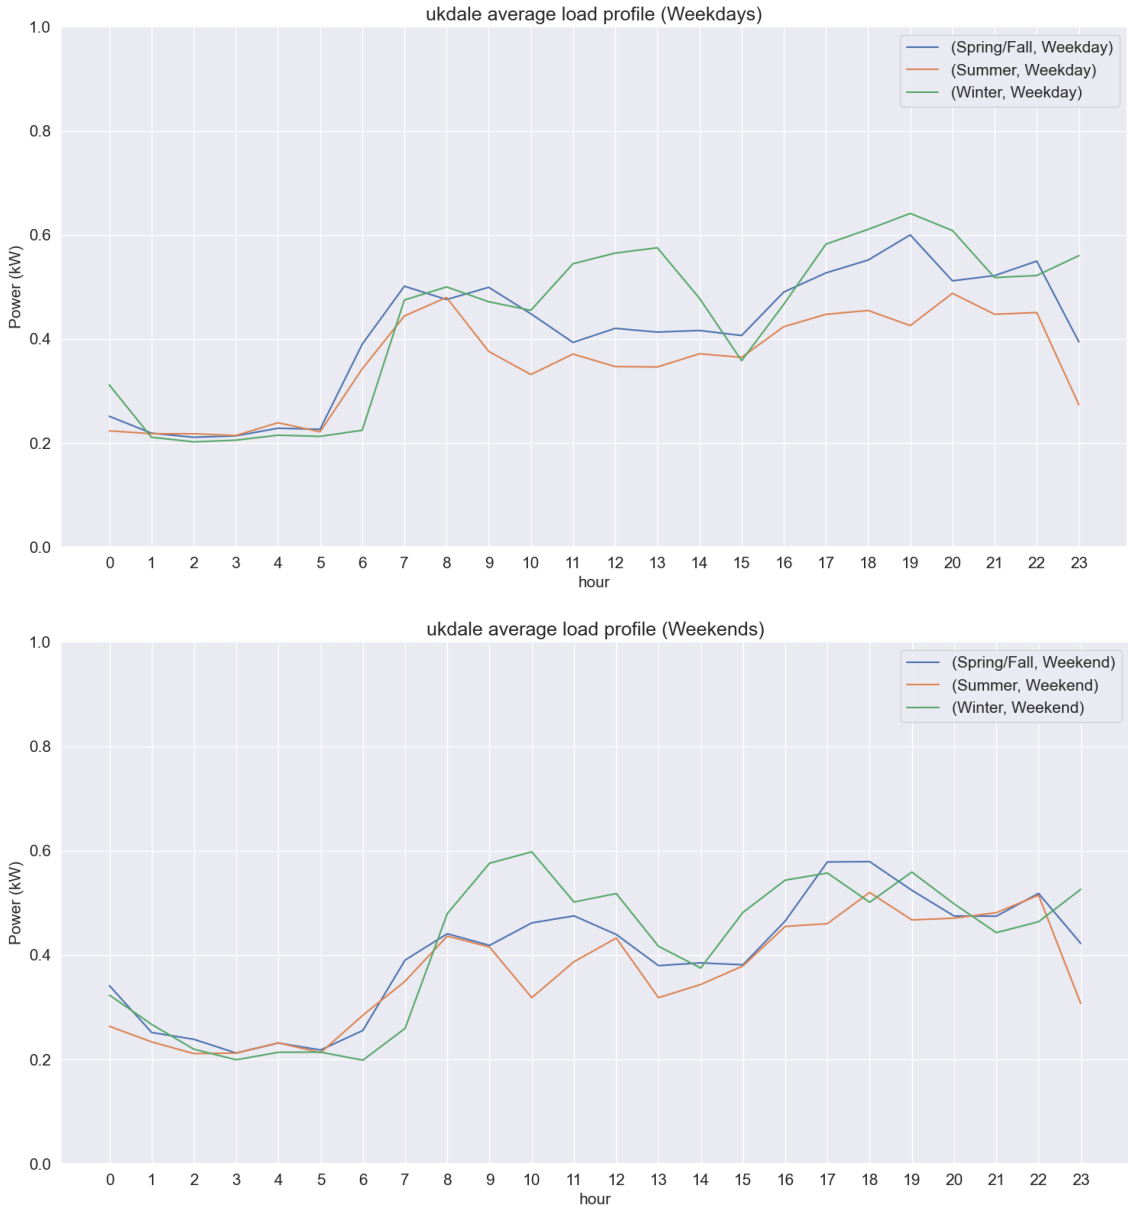 ukdale average load profile (Weekdays)
1.0
0.8
0.6
0.4
0.2
0.0
Power (kW)
(Spring/Fall, Weekday)
(Summer, Weekday)
(Winter, Weekday)
0 1 2 3 4 5 6 7 8 9 10 11 12 13 14 15 16 17 18 19 20 21 22 23
hour
ukdale average load profile (Weekends)
1.0
0.8
0.6
0.4
0.2
0.0
Power (kW)
(Spring/Fall, Weekend)
(Summer, Weekend)
(Winter, Weekend)
0 1 2 3 4 5 6 7 8 9 10 11 12 13 14 15 16 17 18 19 20 21 22 23
hour